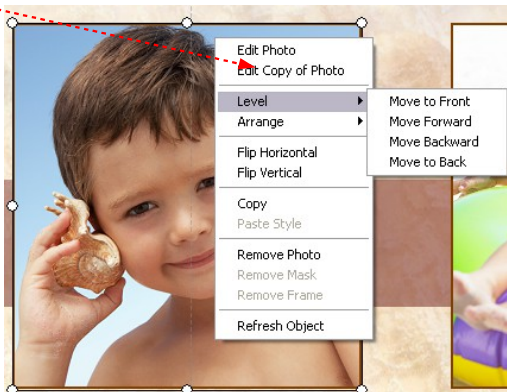 Edit Photo
Edit Copy of Photo
Level
Arrange
Flip Horizontal
Flip Vertical
Copy
Paste Style
Remove Photo
Remove Mask
Remove Frame
Refresh Object
Move to Front
Move Forward
Move Backward
Move to Back